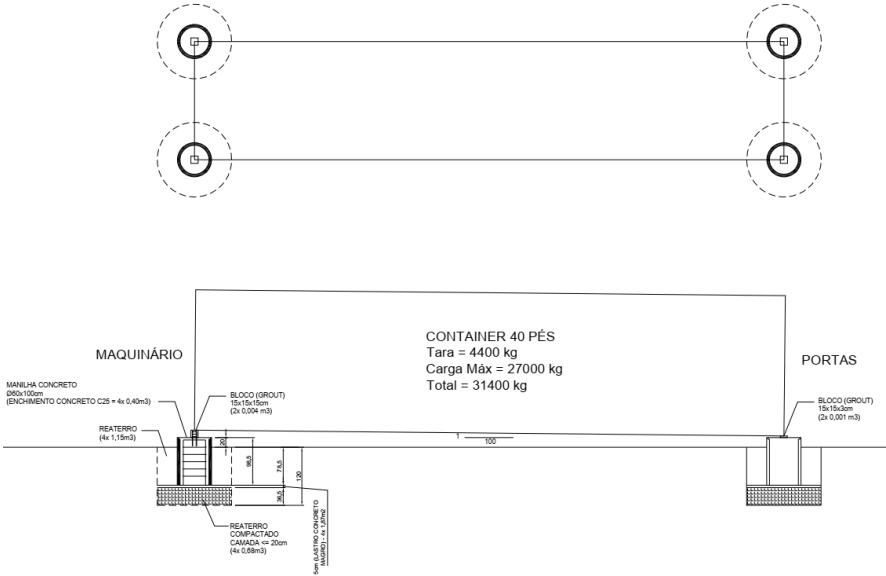 CONTAINER 40 PÉS
Tara = 4400 kg
Carga Máx = 27000 kg
Total = 31400 kg
MAQUINÁRIO
PORTAS
MANILHA CONCRETO
Ø60x100cm
(ENCHIMENTO CONCRETO C25 = 4x 0,40m3)
BLOCO (GROUT)
15x15x15cm
(2x 0,004 m3)
BLOCO (GROUT)
15x15x3cm
(2x 0,001 m3)
REATERRO
(4x 1,15m3)
20
1
100
98,5
78,5
120
36,5
REATERRO
COMPACTADO
CAMADA <= 20cm
(4x 0,68m3)
5cm (LASTRO CONCRETO
MAGRO) - 4x 1,87m2